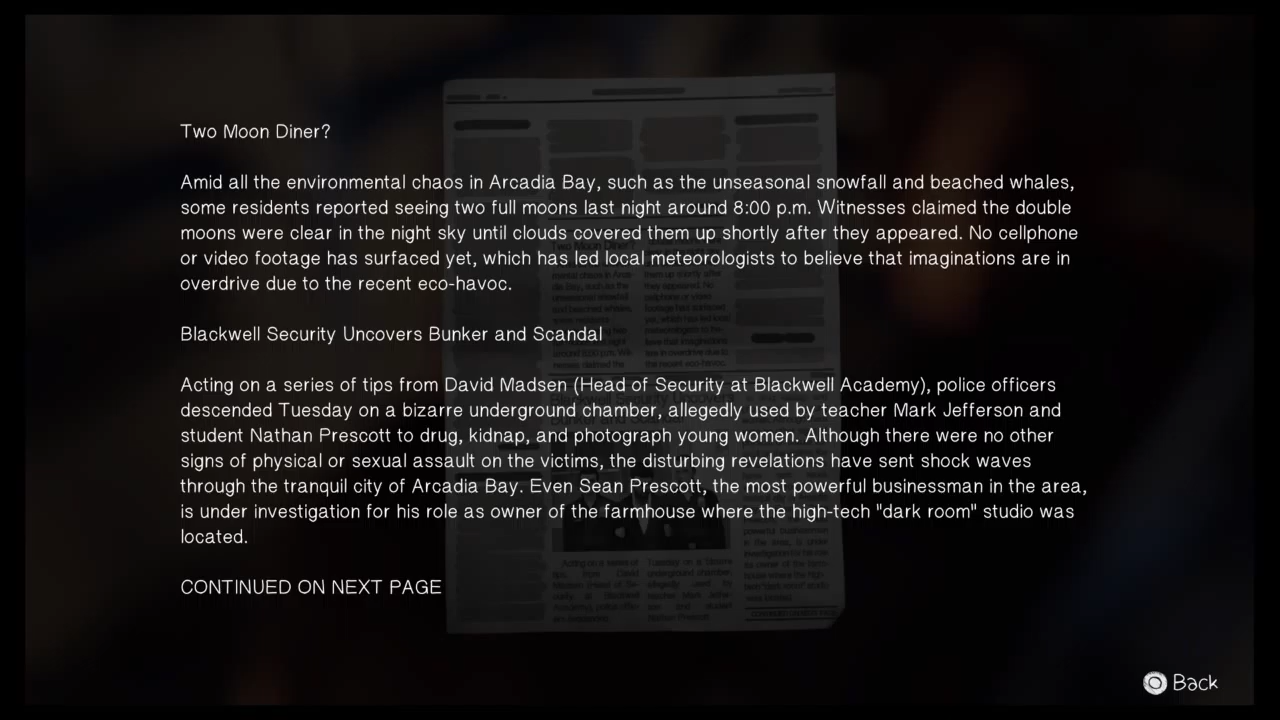 Two Moon Diner?
Amid all the environmental chaos in Arcadia Bay, such as the unseasonal snowfall and beached whales,
some residents reported seeing two full moons last night around 8:00 p.m. Witnesses claimed the double
moons were clear in the night sky until clouds covered them up shortly after they appeared. No cellphone
or video footage has surfaced yet, which has led local meteorologists to believe that imaginations are in
overdrive due to the recent eco-havoc.
Blackwell Security Uncovers Bunker and Scandal
Acting on a series of tips from David Madsen (Head of Security at Blackwell Academy), police officers
descended Tuesday on a bizarre underground chamber, allegedly used by teacher Mark Jefferson and
student Nathan Prescott to drug, kidnap, and photograph young women. Although there were no other
signs of physical or sexual assault on the victims, the disturbing revelations have sent shock waves
through the tranquil city of Arcadia Bay. Even Sean Prescott, the most powerful businessman in the area,
is under investigation for his role as owner of the farmhouse where the high-tech "dark room" studio was
located.
CONTINUED ON NEXT PAGE
Back